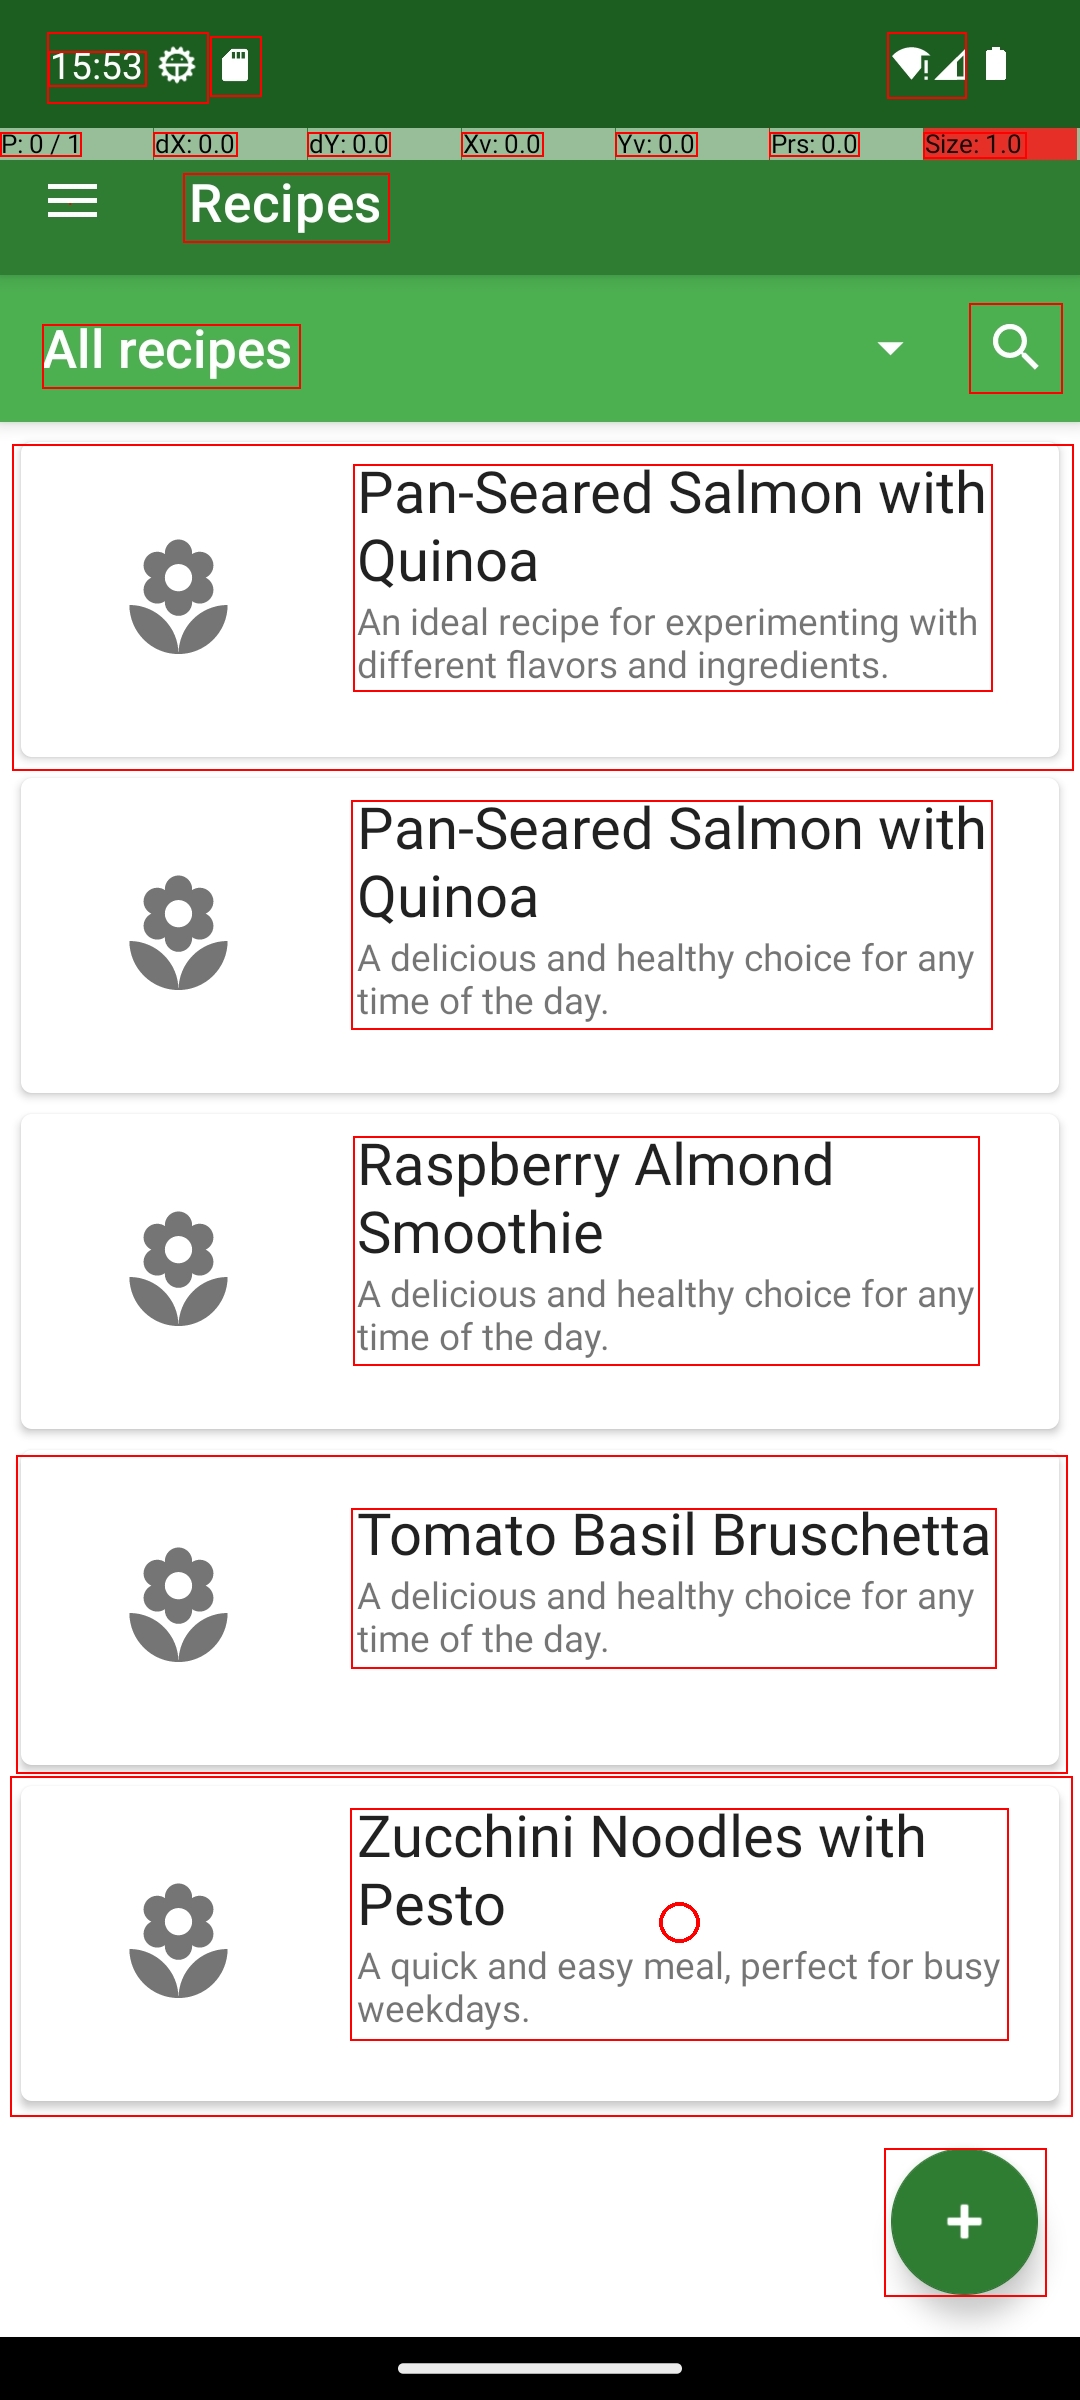 15:53
P: 0 / 1
dX: 0.0
dY: 0.0
Xv: 0.0
Yv: 0.0
Prs: 0.0
Size: 1.0
Recipes
All recipes
Pan-Seared Salmon with
Quinoa
An ideal recipe for experimenting with
different flavors and ingredients.
Pan-Seared Salmon with
Quinoa
A delicious and healthy choice for any
time of the day.
Raspberry Almond
Smoothie
A delicious and healthy choice for any
time of the day.
Tomato Basil Bruschetta
A delicious and healthy choice for any
time of the day.
Zucchini Noodles with
Pesto
A quick and easy meal, perfect for busy
weekdays.